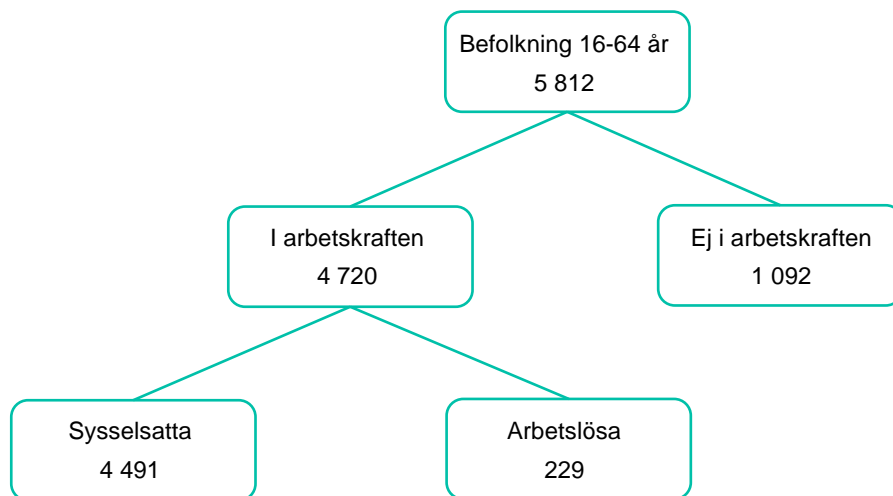 Befolkning 16-64 år
5 812
I arbetskraften
4 720
Ej i arbetskraften
1 092
Sysselsatta
4 491
Arbetslösa
229